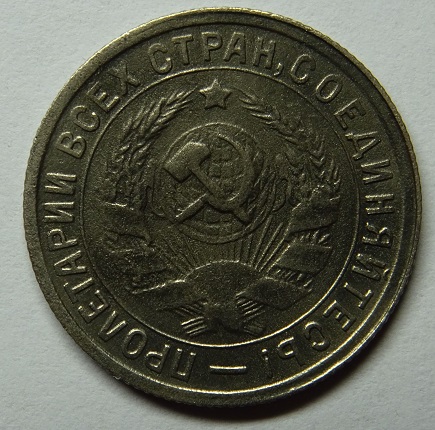 ПРОЛЕТАРИИ ВСЕХ СТРАН, СОЕДИНЯЙТЕСЬ! —